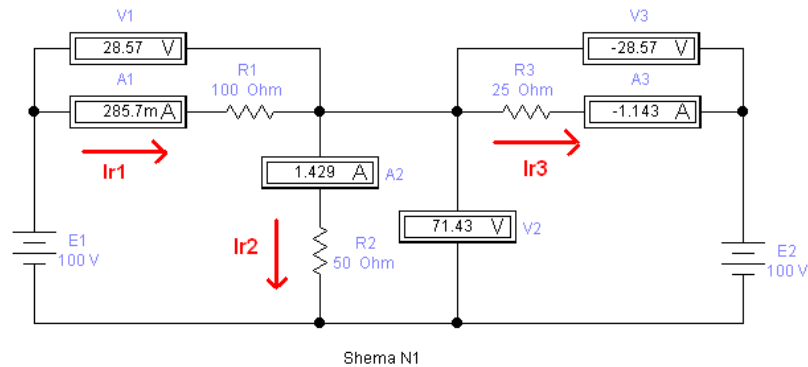 V1
28.57 V
V3
-28.57 V
A1
R1
100 Ohm
285.7m A
R3
25 Ohm
A3
-1.143 A
Ir1
Ir3
1.429 A
A2
71.43 V
V2
E1
100 V
Ir2
R2
50 Ohm
E2
100 V
Shema N1